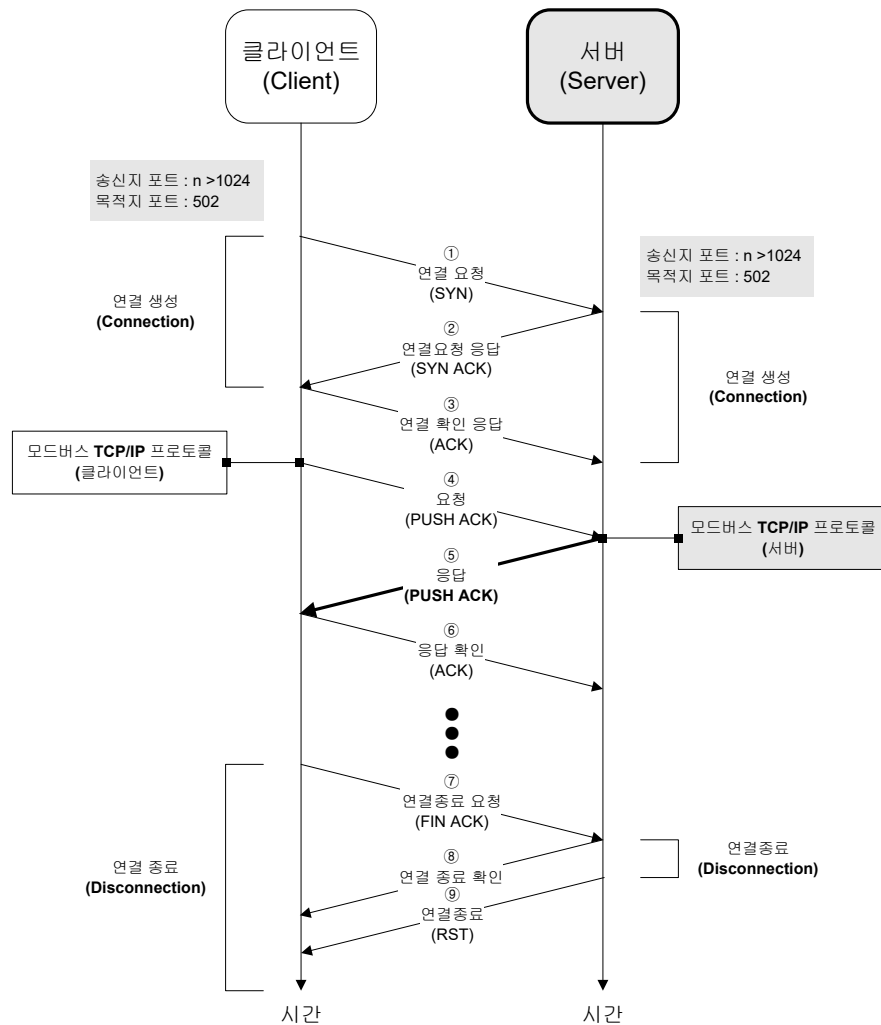 클라이언트
(Client)
서버
(Server)
송신지 포트 : n >1024
목적지 포트 : 502
송신지 포트 : n >1024
목적지 포트 : 502
①
연결 요청
(SYN)
연결 생성
(Connection)
②
연결요청 응답
(SYN ACK)
연결 생성
(Connection)
③
연결 확인 응답
(ACK)
모드버스 TCP/IP 프로토콜
(클라이언트)
④
요청
(PUSH ACK)
모드버스 TCP/IP 프로토콜
(서버)
⑤
응답
(PUSH ACK)
⑥
응답 확인
(ACK)
⑦
연결종료 요청
(FIN ACK)
연결 종료
(Disconnection)
⑧
연결 종료 확인
연결종료
(Disconnection)
⑨
연결종료
(RST)
시간
시간